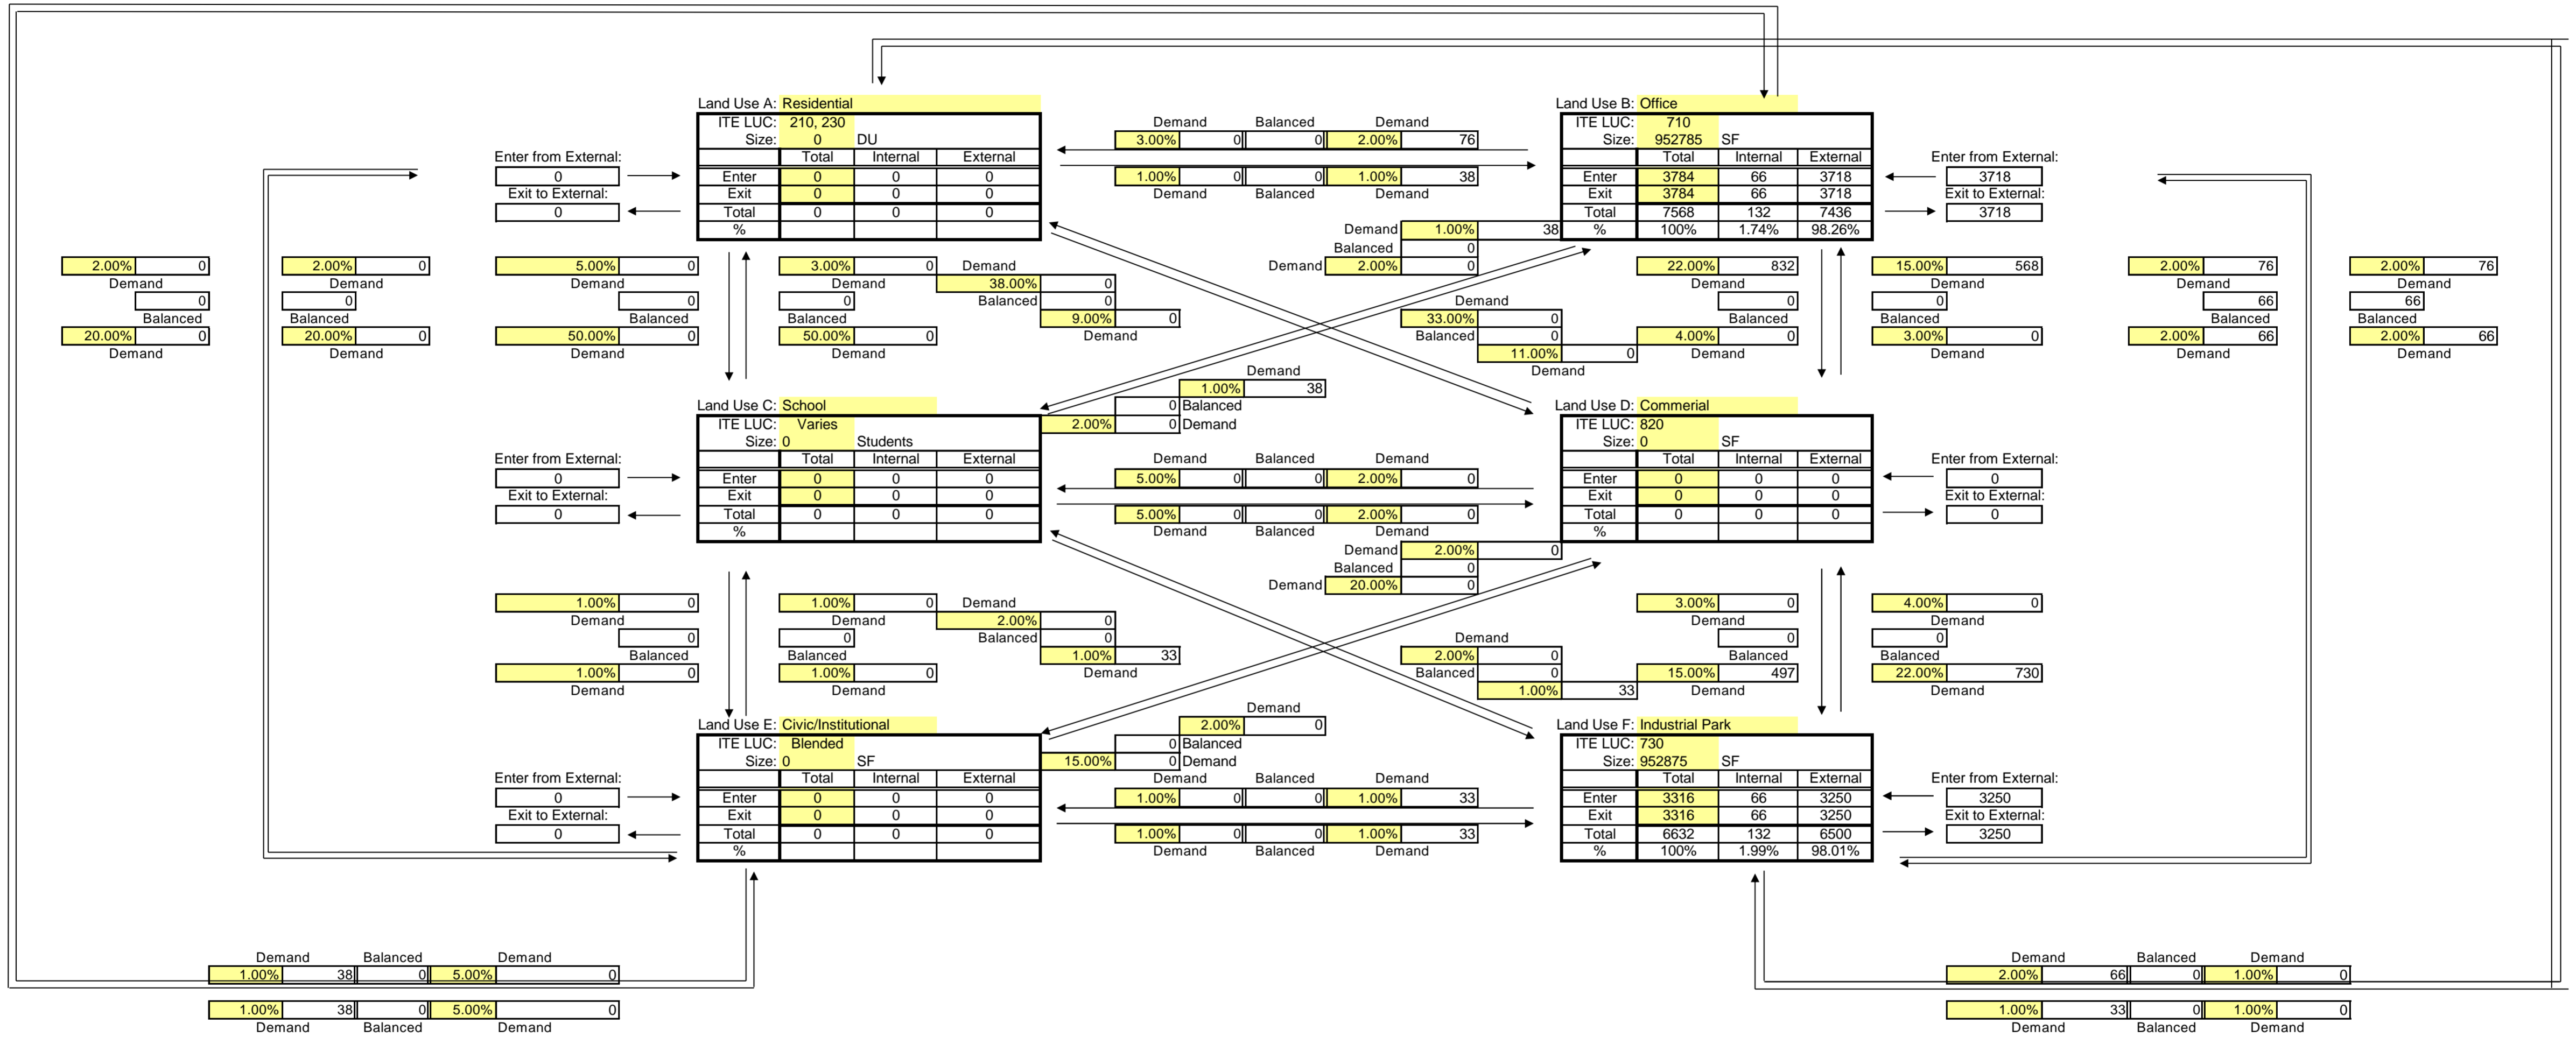 Land Use A: Residential
Land Use B: Office
ITE LUC: 210, 230
Demand Balanced Demand
ITE LUC: 710
Size: 0 DU
3.00% 0 0 2.00% 76
Size: 952785 SF
Enter from External:
Total Internal External
Total Internal External
Enter from External:
0
Enter 0 0 0
1.00% 0 0 1.00% 38
Enter 3784 66 3718
3718
Exit to External:
Exit 0 0 0
Demand Balanced Demand
Exit 3784 66 3718
Exit to External:
0
Total 0 0 0
Total 7568 132 7436
3718
%
Demand 1.00% 38
% 100% 1.74% 98.26%
Balanced 0
Demand 2.00% 0
2.00% 0
2.00% 0
5.00% 0
3.00% 0
Demand
22.00% 832
15.00% 568
2.00% 76
2.00% 76
Demand
Demand
Demand
Demand
38.00% 0
Demand
Demand
Demand
Demand
0
0
0
0
Balanced 0
Demand
0
0
66
66
Balanced
Balanced
Balanced
Balanced
9.00% 0
33.00% 0
Balanced
Balanced
Balanced
Balanced
20.00% 0
20.00% 0
50.00% 0
50.00% 0
Demand
Balanced 0
4.00% 0
3.00% 0
2.00% 66
2.00% 66
Demand
Demand
Demand
Demand
11.00% 0
Demand
Demand
Demand
Demand
Demand
Demand
1.00% 38
Land Use C: School
0 Balanced
Land Use D: Commerial
ITE LUC: Varies
2.00% 0 Demand
ITE LUC: 820
Size: 0 Students
Size: 0 SF
Enter from External:
Total Internal External
Demand Balanced Demand
Total Internal External
Enter from External:
0
Enter 0 0 0
5.00% 0 0 2.00% 0
Enter 0 0 0
0
Exit to External:
Exit 0 0 0
Exit 0 0 0
Exit to External:
0
Total 0 0 0
5.00% 0 0 2.00% 0
Total 0 0 0
0
%
Demand Balanced Demand
%
Demand 2.00% 0
Balanced 0
Demand 20.00% 0
1.00% 0
1.00% 0
Demand
3.00% 0
4.00% 0
Demand
Demand
2.00% 0
Demand
Demand
0
0
Balanced 0
Demand
0
0
Balanced
Balanced
1.00% 33
2.00% 0
Balanced
Balanced
1.00% 0
1.00% 0
Demand
Balanced 0
15.00% 497
22.00% 730
Demand
Demand
1.00% 33
Demand
Demand
Demand
Land Use E: Civic/Institutional
2.00% 0
Land Use F: Industrial Park
ITE LUC: Blended
0 Balanced
ITE LUC: 730
Size: 0 SF
15.00% 0 Demand
Size: 952875 SF
Enter from External:
Total Internal External
Demand Balanced Demand
Total Internal External
Enter from External:
0
Enter 0 0 0
1.00% 0 0 1.00% 33
Enter 3316 66 3250
3250
Exit to External:
Exit 0 0 0
Exit 3316 66 3250
Exit to External:
0
Total 0 0 0
1.00% 0 0 1.00% 33
Total 6632 132 6500
3250
%
Demand Balanced Demand
% 100% 1.99% 98.01%
Demand Balanced Demand
Demand Balanced Demand
1.00% 38 0 5.00% 0
2.00% 66 0 1.00% 0
1.00% 38 0 5.00% 0
1.00% 33 0 1.00% 0
Demand Balanced Demand
Demand Balanced Demand